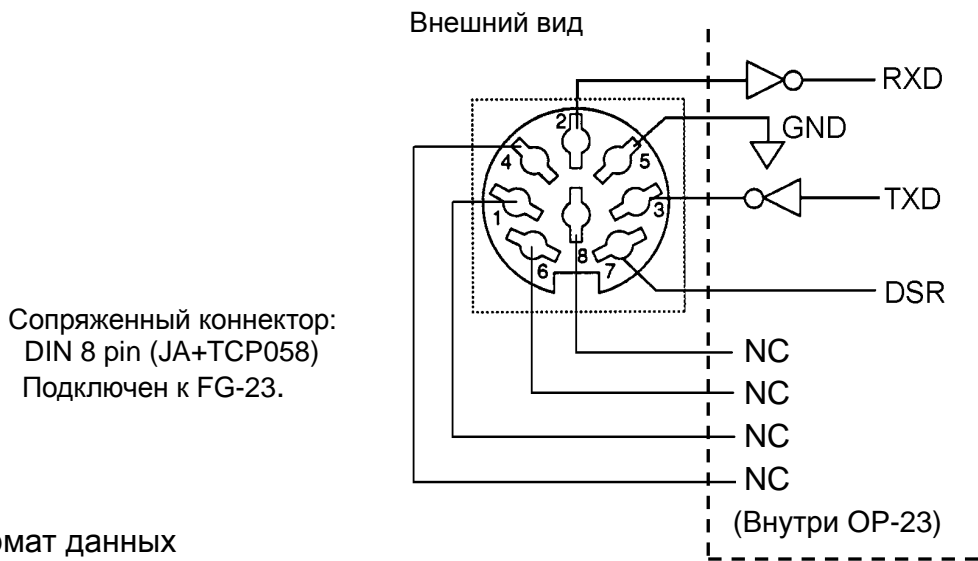 Внешний вид
RXD
2
GND
4
5
TXD
1
3
6
8
7
DSR
Сопряженный коннектор:
DIN 8 pin (JA+TCP058)
Подключен к FG-23.
NC
NC
NC
NC
(Внутри OP-23)
данных